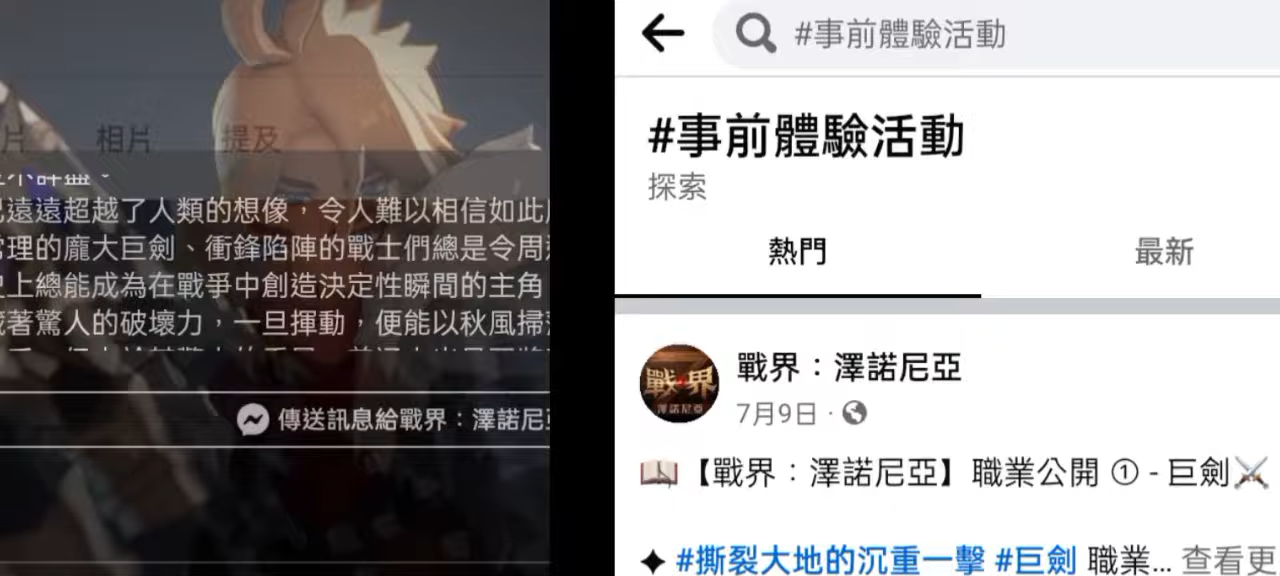 片 相片 提及
遠遠超越了人類的想像，令人難以相信如此
常理的龐大巨劍、衝鋒陷陣的戰士們總是令周
史上總能成為在戰爭中創造決定性瞬間的主角
著驚人的破壞力，一旦揮動，便能以秋風掃
傳送訊息給戰界：澤諾尼亞
#事前體驗活動
#事前體驗活動
探索
熱門 最新
戰界
澤諾尼亞
戰界：澤諾尼亞
7月9日 ·
【戰界：澤諾尼亞】職業公開 ① - 巨劍
✦ #撕裂大地的沉重一擊 #巨劍 職業... 查看更